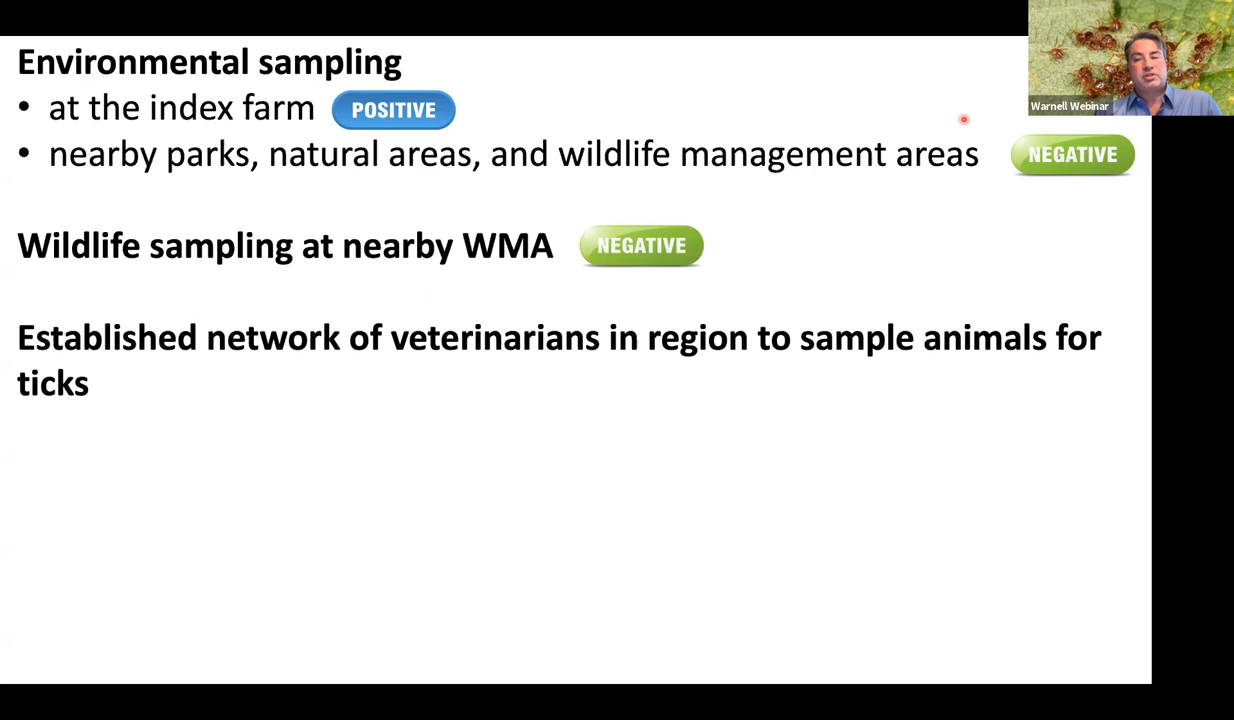 Environmental sampling
• at the index farm POSITIVE
• nearby parks, natural areas, and wildlife management areas NEGATIVE
Wildlife sampling at nearby WMA NEGATIVE
Established network of veterinarians in region to sample animals for
ticks
Warnell Webinar